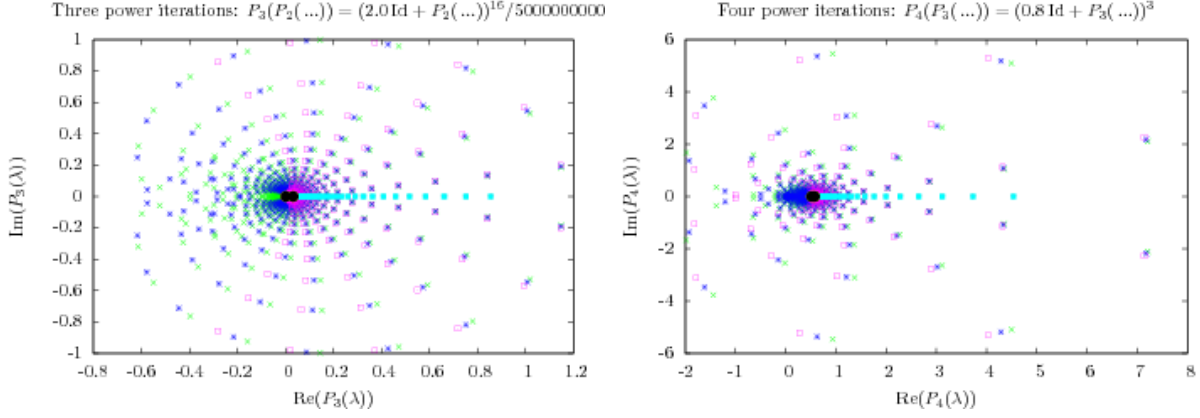 Three power iterations: P₃(P₂(...)) = (2.0 Id + P₂(...))¹⁶/5000000000
1
0.8
0.6
0.4
0.2
0
-0.2
-0.4
-0.6
-0.8
-1
Im(P₃(λ))
-0.8 -0.6 -0.4 -0.2 0 0.2 0.4 0.6 0.8 1 1.2
Re(P₃(λ))
Four power iterations: P₄(P₃(...)) = (0.8 Id + P₃(...))³
6
4
2
0
-2
-4
-6
Im(P₄(λ))
-2 -1 0 1 2 3 4 5 6 7 8
Re(P₄(λ))